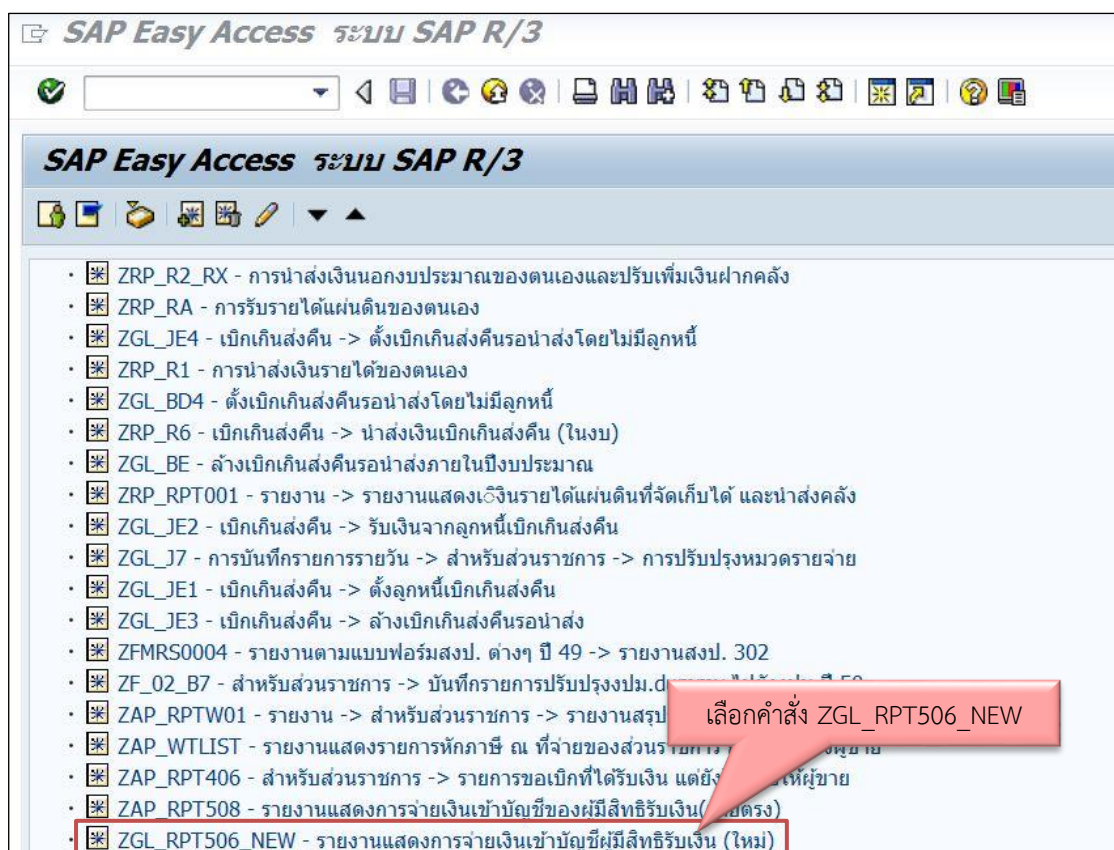 SAP Easy Access ระบบ SAP R/3
SAP Easy Access ระบบ SAP R/3
ZRP_R2_RX - การนำส่งเงินนอกงบประมาณของตนเองและปรับเพิ่มเงินฝากคลัง
ZRP_RA - การรับรายได้แผ่นดินของตนเอง
ZGL_JE4 - เบิกเกินส่งคืน -> ตั้งเบิกเกินส่งคืนรอนำส่งโดยไม่มีลูกหนี้
ZRP_R1 - การนำส่งเงินรายได้ของตนเอง
ZGL_BD4 - ตั้งเบิกเกินส่งคืนรอนำส่งโดยไม่มีลูกหนี้
ZRP_R6 - เบิกเกินส่งคืน -> นำส่งเงินเบิกเกินส่งคืน (ในงบ)
ZGL_BE - ล้างเบิกเกินส่งคืนรอนำส่งภายในปีงบประมาณ
ZRP_RPT001 - รายงาน -> รายงานแสดงเิงินรายได้แผ่นดินที่จัดเก็บได้ และนำส่งคลัง
ZGL_JE2 - เบิกเกินส่งคืน -> รับเงินจากลูกหนี้เบิกเกินส่งคืน
ZGL_J7 - การบันทึกรายการรายวัน -> สำหรับส่วนราชการ -> การปรับปรุงหมวดรายจ่าย
ZGL_JE1 - เบิกเกินส่งคืน -> ตั้งลูกหนี้เบิกเกินส่งคืน
ZGL_JE3 - เบิกเกินส่งคืน -> ล้างเบิกเกินส่งคืนรอนำส่ง
ZFMRS0004 - รายงานตามแบบฟอร์มสงป. ต่างๆ ปี 49 -> รายงานสงป. 302
ZF_02_B7 - สำหรับส่วนราชการ -> บันทึกรายการปรับปรุงงปม.
ZAP_RPTW01 - รายงาน -> สำหรับส่วนราชการ -> รายงานสรุป
เลือกคำสั่ง ZGL_RPT506_NEW
ZAP_WTLIST - รายงานแสดงรายการหักภาษี ณ ที่จ่ายของส่วนราชการ
ZAP_RPT406 - สำหรับส่วนราชการ -> รายการขอเบิกที่ได้รับเงิน แต่ยัง ให้ผู้ขาย
ZAP_RPT508 - รายงานแสดงการจ่ายเงินเข้าบัญชีของผู้มีสิทธิรับเงิน
ZGL_RPT506_NEW - รายงานแสดงการจ่ายเงินเข้าบัญชีผู้มีสิทธิรับเงิน (ใหม่)